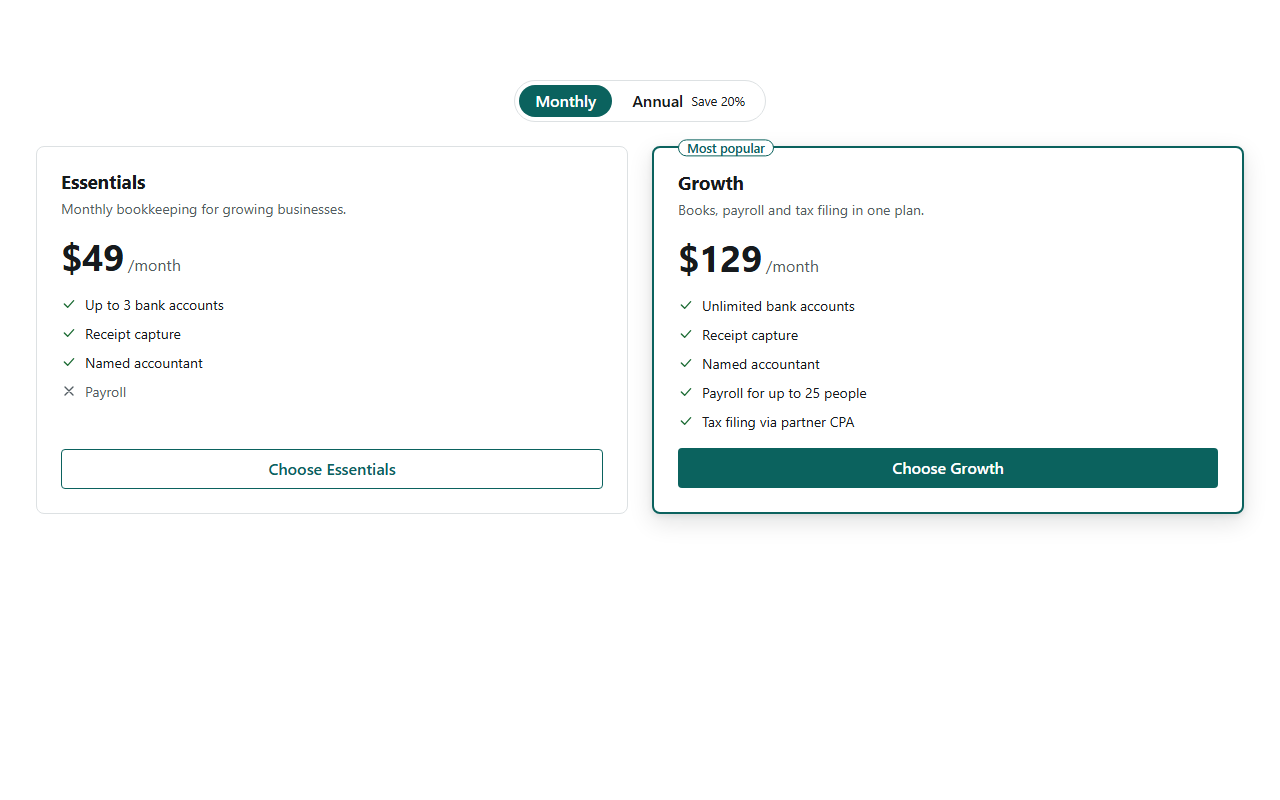 Monthly Annual Save 20%
Essentials
Monthly bookkeeping for growing businesses.
$49 /month
Up to 3 bank accounts
Receipt capture
Named accountant
Payroll
Choose Essentials
Most popular
Growth
Books, payroll and tax filing in one plan.
$129 /month
Unlimited bank accounts
Receipt capture
Named accountant
Payroll for up to 25 people
Tax filing via partner CPA
Choose Growth